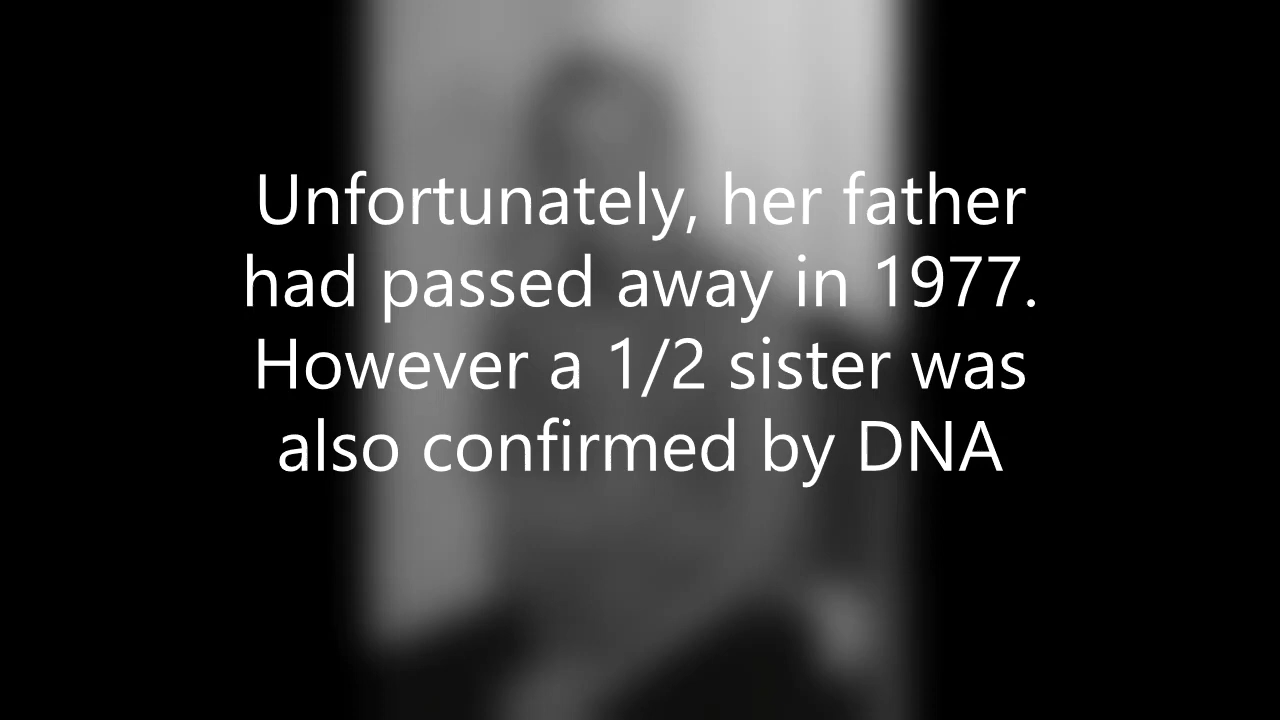 Unfortunately, her father
had passed away in 1977.
However a 1/2 sister was
also confirmed by DNA